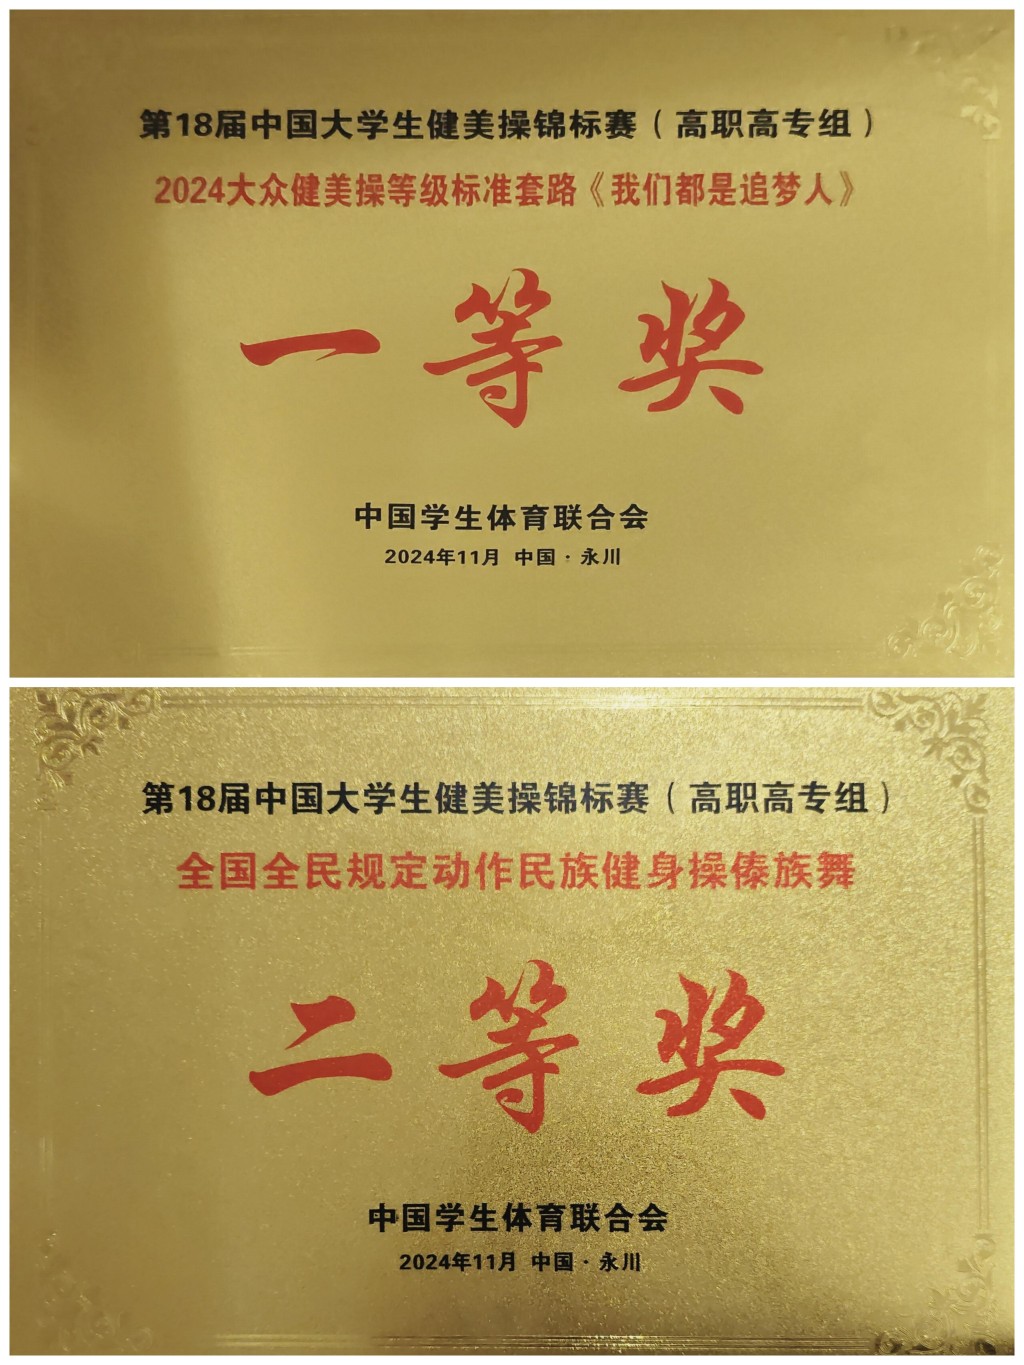 第18届中国大学生健美操锦标赛（高职高专组）
2024大众健美操等级标准套路《我们都是追梦人》
一等奖
中国学生体育联合会
2024年11月 中国·永川
第18届中国大学生健美操锦标赛（高职高专组）
全国全民规定动作民族健身操傣族舞
二等奖
中国学生体育联合会
2024年11月 中国·永川